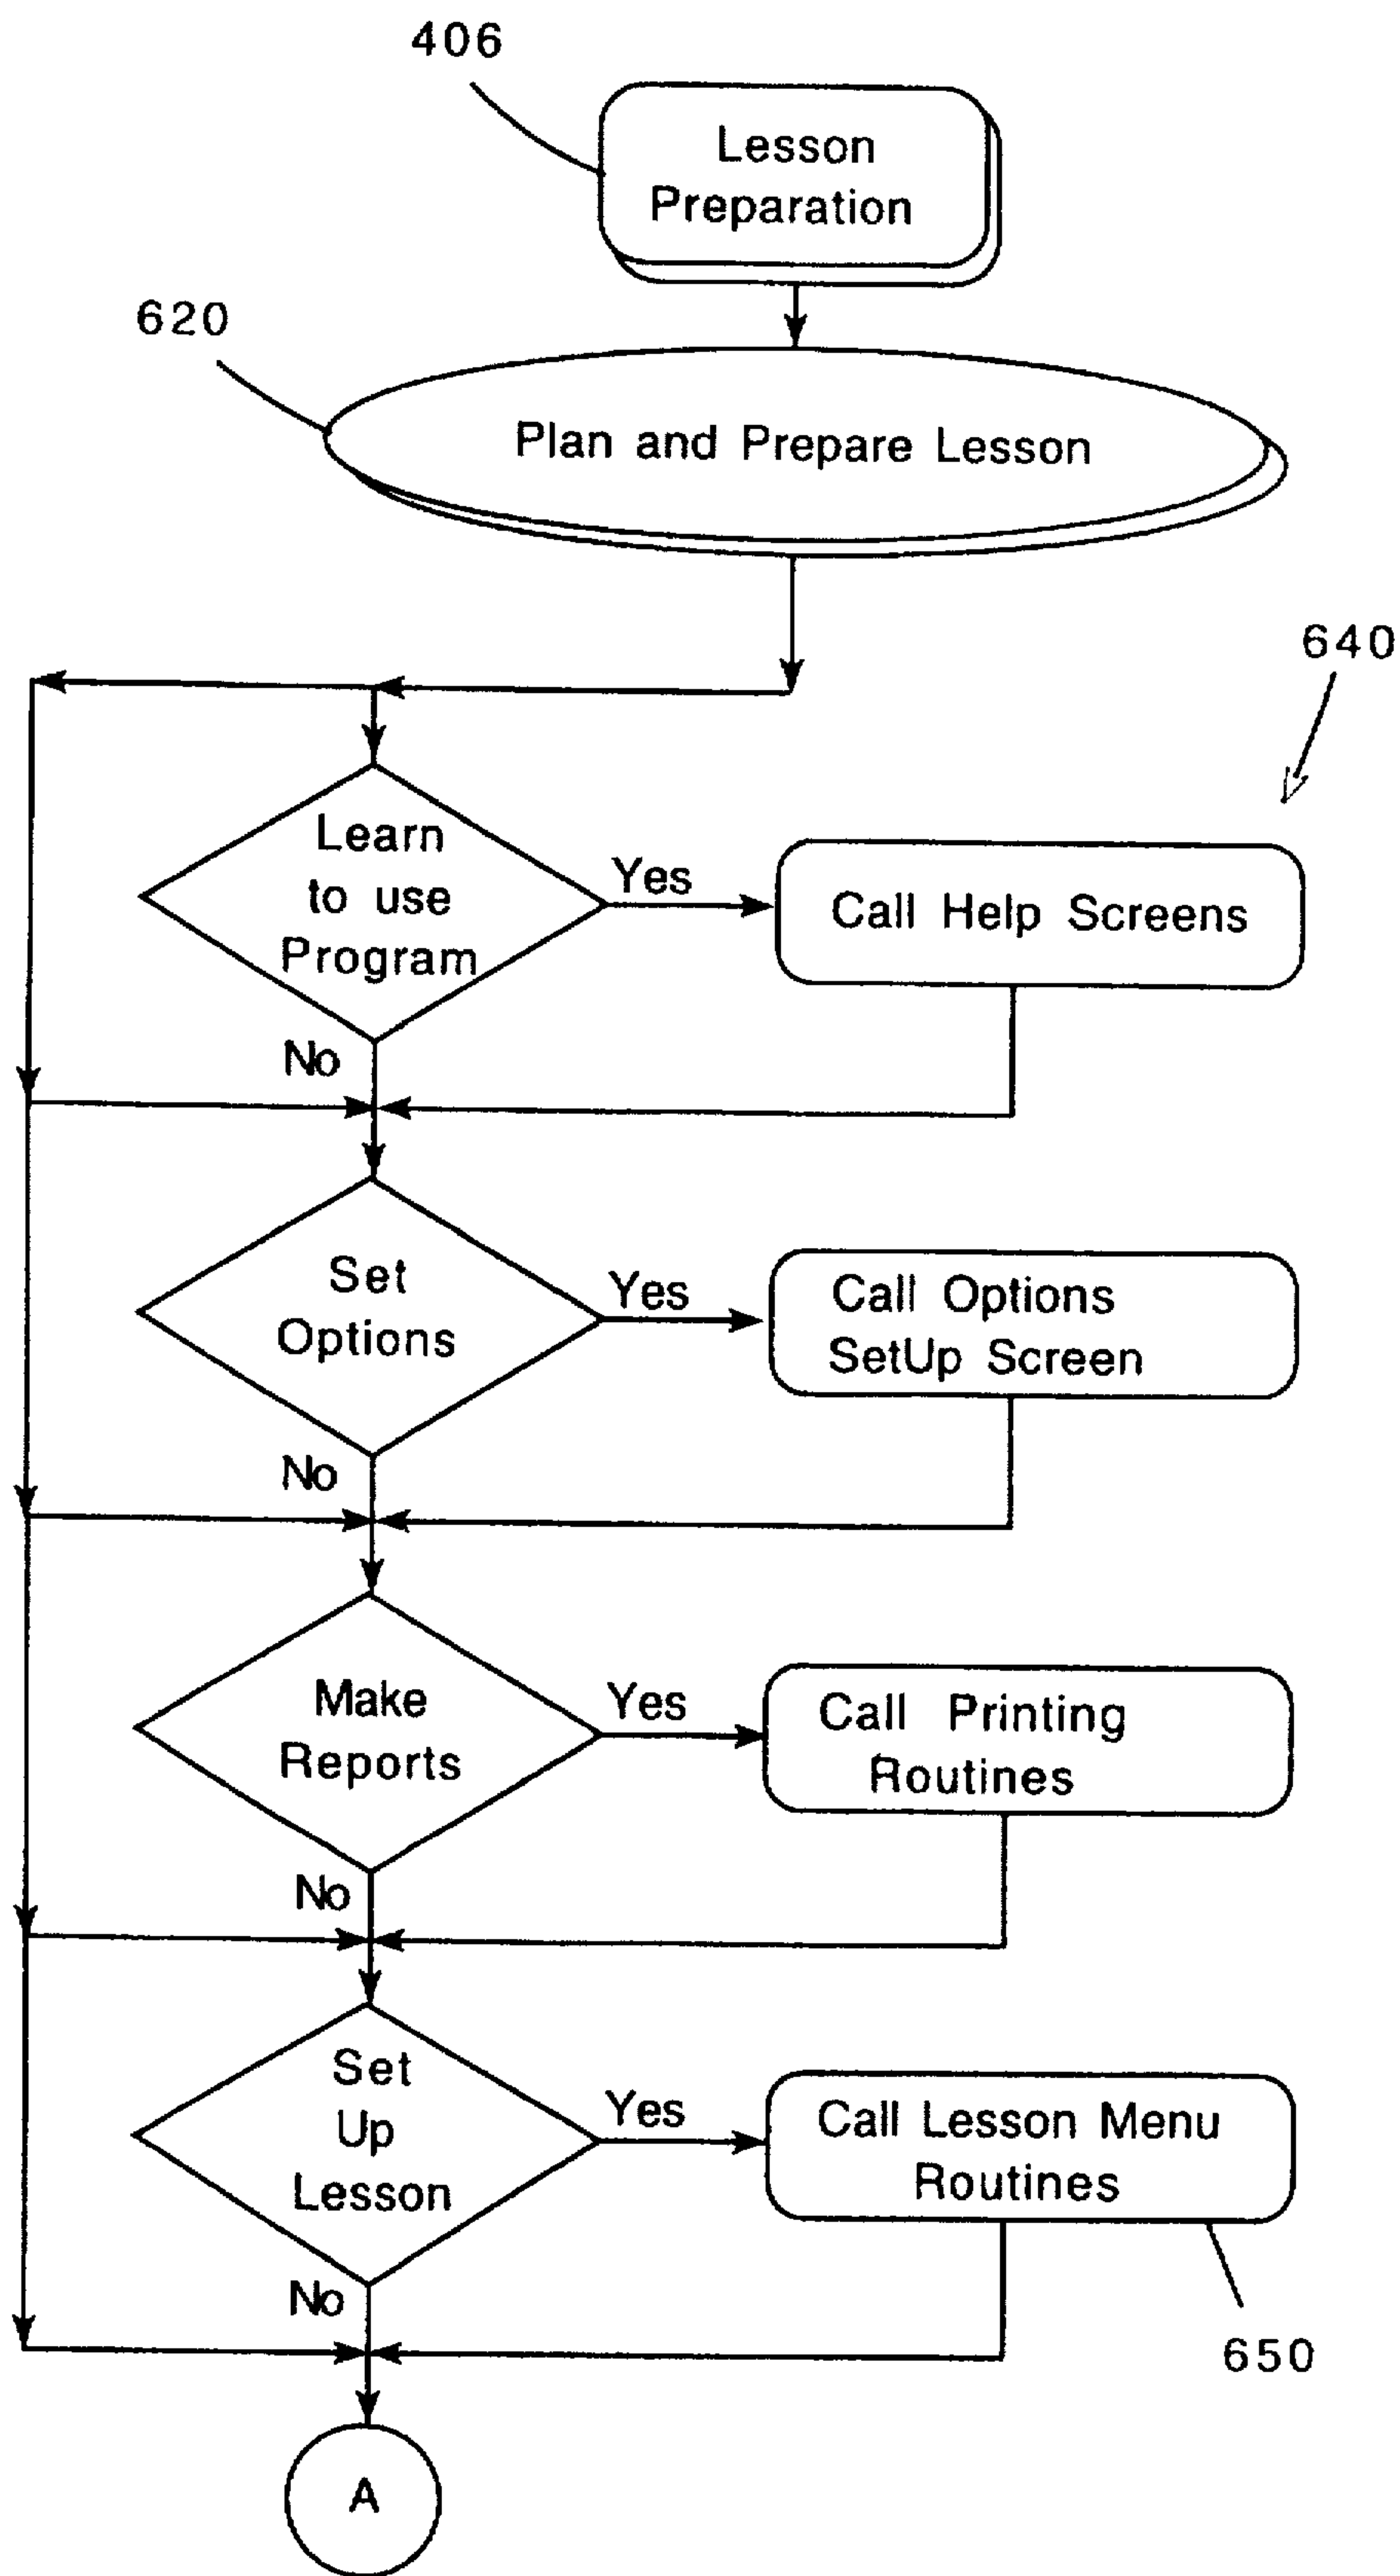 406
Lesson
Preparation
620
Plan and Prepare Lesson
640
Learn
to use
Program
Yes
Call Help Screens
No
Set
Options
Yes
Call Options
SetUp Screen
No
Make
Reports
Yes
Call Printing
Routines
No
Set
Up
Lesson
Yes
Call Lesson Menu
Routines
No
650
A